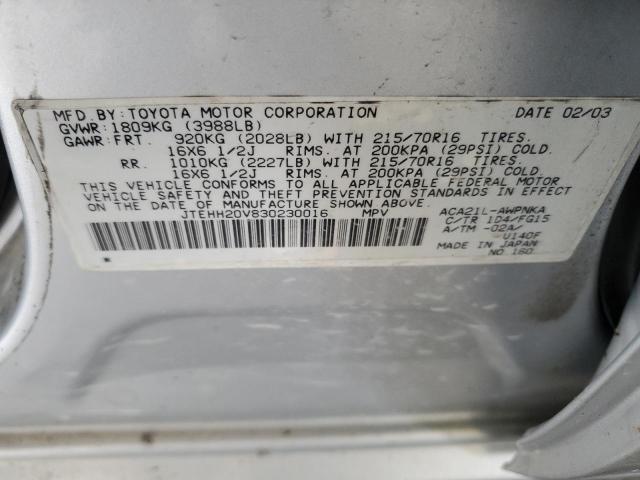 MFD. BY: TOYOTA MOTOR CORPORATION DATE 02/03
GVWR: 1809KG (3988LB)
GAWR: FRT. 920KG (2028LB) WITH 215/70R16 TIRES.
16X6 1/2J RIMS. AT 200KPA (29PSI) COLD.
RR. 1010KG (2227LB) WITH 215/70R16 TIRES.
16X6 1/2J RIMS. AT 200KPA (29PSI) COLD.
THIS VEHICLE CONFORMS TO ALL APPLICABLE FEDERAL MOTOR
VEHICLE SAFETY AND THEFT PREVENTION STANDARDS IN EFFECT
ON THE DATE OF MANUFACTURE SHOWN ABOVE.
JTEHH20V830230016 MPV ACA21L-AWPNKA
C/TR 1D4/FG15
A/TM -02A/
-U140F
MADE IN JAPAN
NO.160